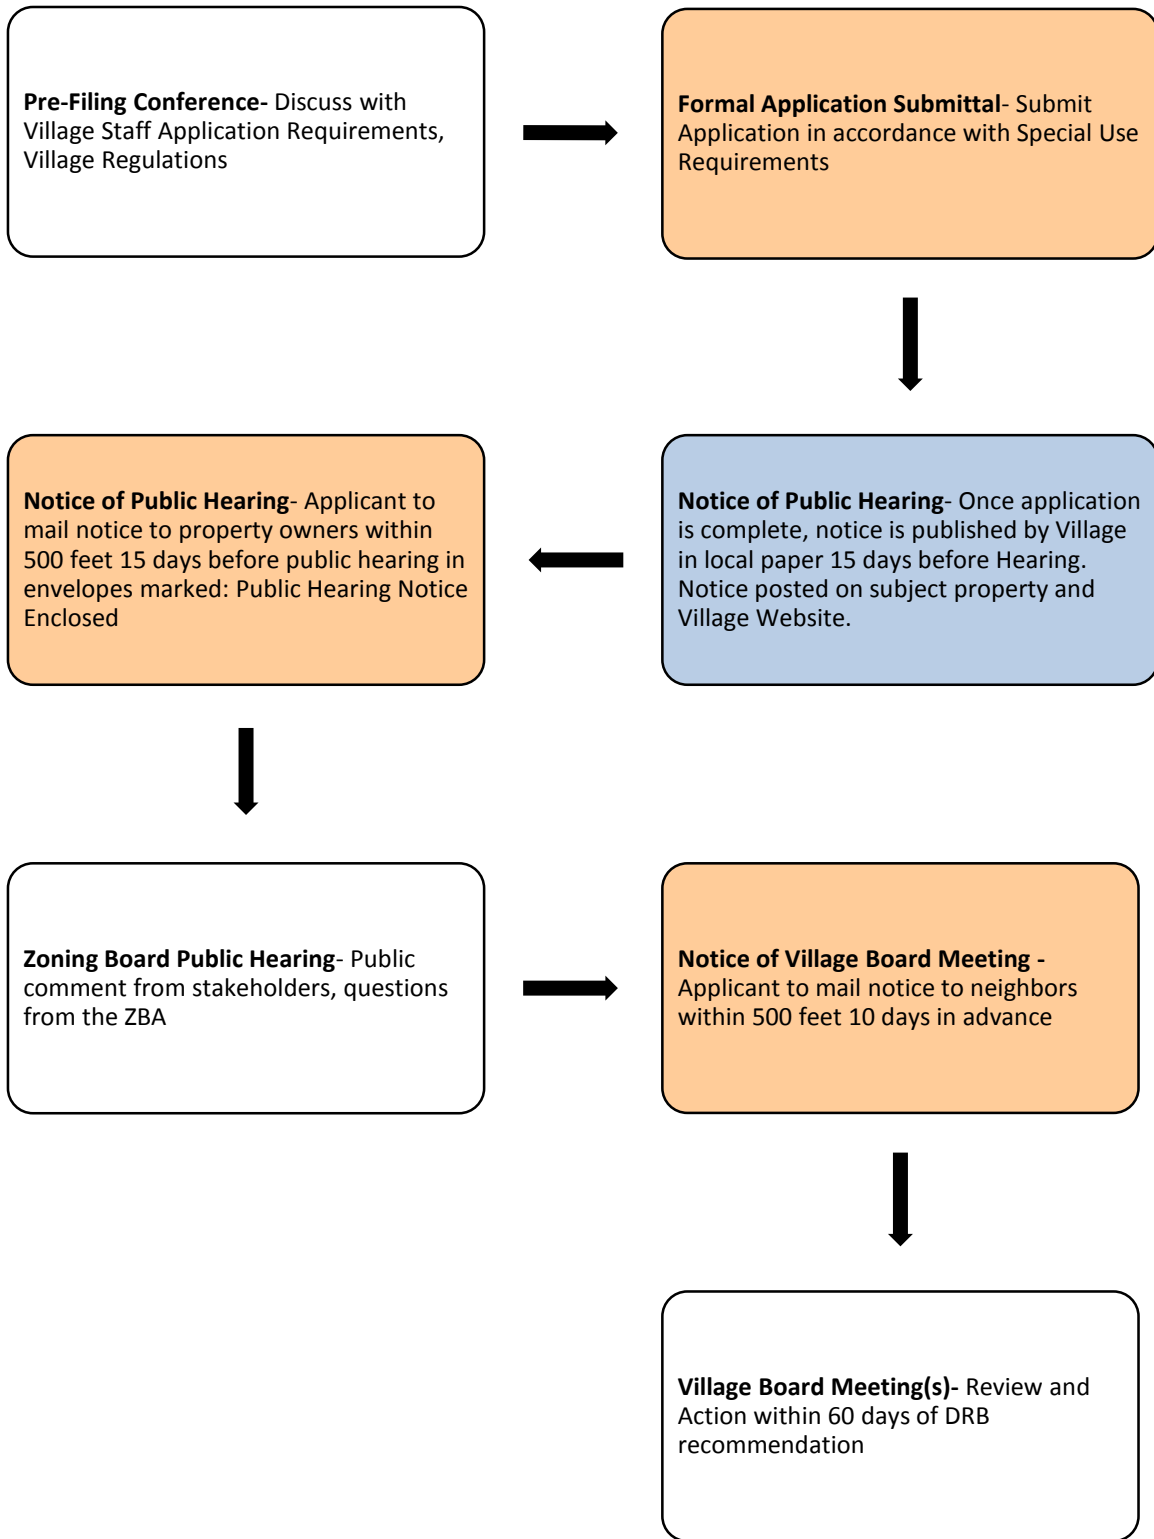 Pre-Filing Conference- Discuss with
Village Staff Application Requirements,
Village Regulations
Formal Application Submittal- Submit
Application in accordance with Special Use
Requirements
Notice of Public Hearing- Once application
is complete, notice is published by Village
in local paper 15 days before Hearing.
Notice posted on subject property and
Village Website.
Notice of Public Hearing- Applicant to
mail notice to property owners within
500 feet 15 days before public hearing in
envelopes marked: Public Hearing Notice
Enclosed
Zoning Board Public Hearing- Public
comment from stakeholders, questions
from the ZBA
Notice of Village Board Meeting -
Applicant to mail notice to neighbors
within 500 feet 10 days in advance
Village Board Meeting(s)- Review and
Action within 60 days of DRB
recommendation